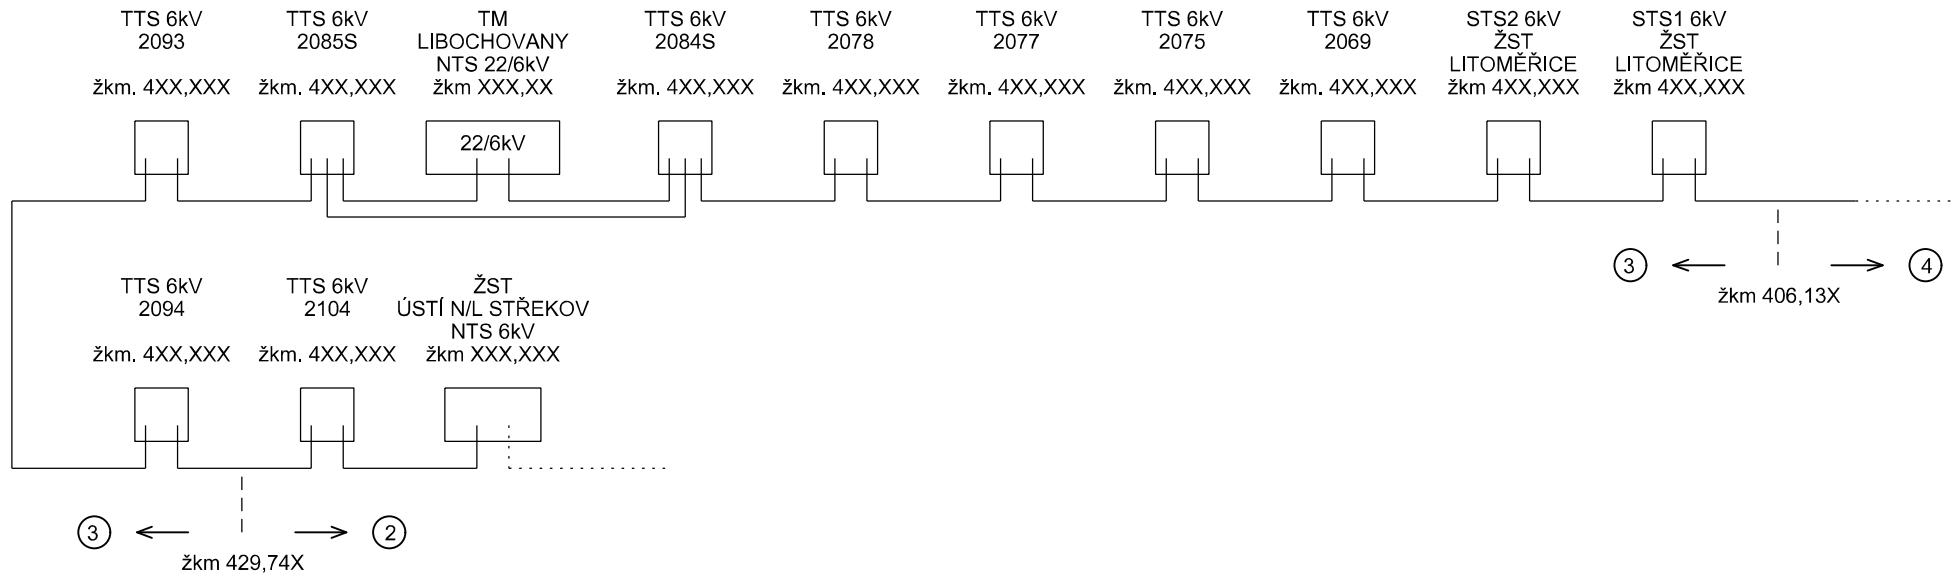 TTS 6kV
2093
žkm. 4XX,XXX
TTS 6kV
2085S
žkm. 4XX,XXX
TM
LIBOCHOVANY
NTS 22/6kV
žkm XXX,XX
22/6kV
TTS 6kV
2084S
žkm. 4XX,XXX
TTS 6kV
2078
žkm. 4XX,XXX
TTS 6kV
2077
žkm. 4XX,XXX
TTS 6kV
2075
žkm. 4XX,XXX
TTS 6kV
2069
žkm. 4XX,XXX
STS2 6kV
ŽST
LITOMĚŘICE
žkm 4XX,XXX
STS1 6kV
ŽST
LITOMĚŘICE
žkm 4XX,XXX
3
4
žkm 406,13X
TTS 6kV
2094
žkm. 4XX,XXX
TTS 6kV
2104
žkm. 4XX,XXX
ŽST
ÚSTÍ N/L STŘEKOV
NTS 6kV
žkm XXX,XXX
3
2
žkm 429,74X